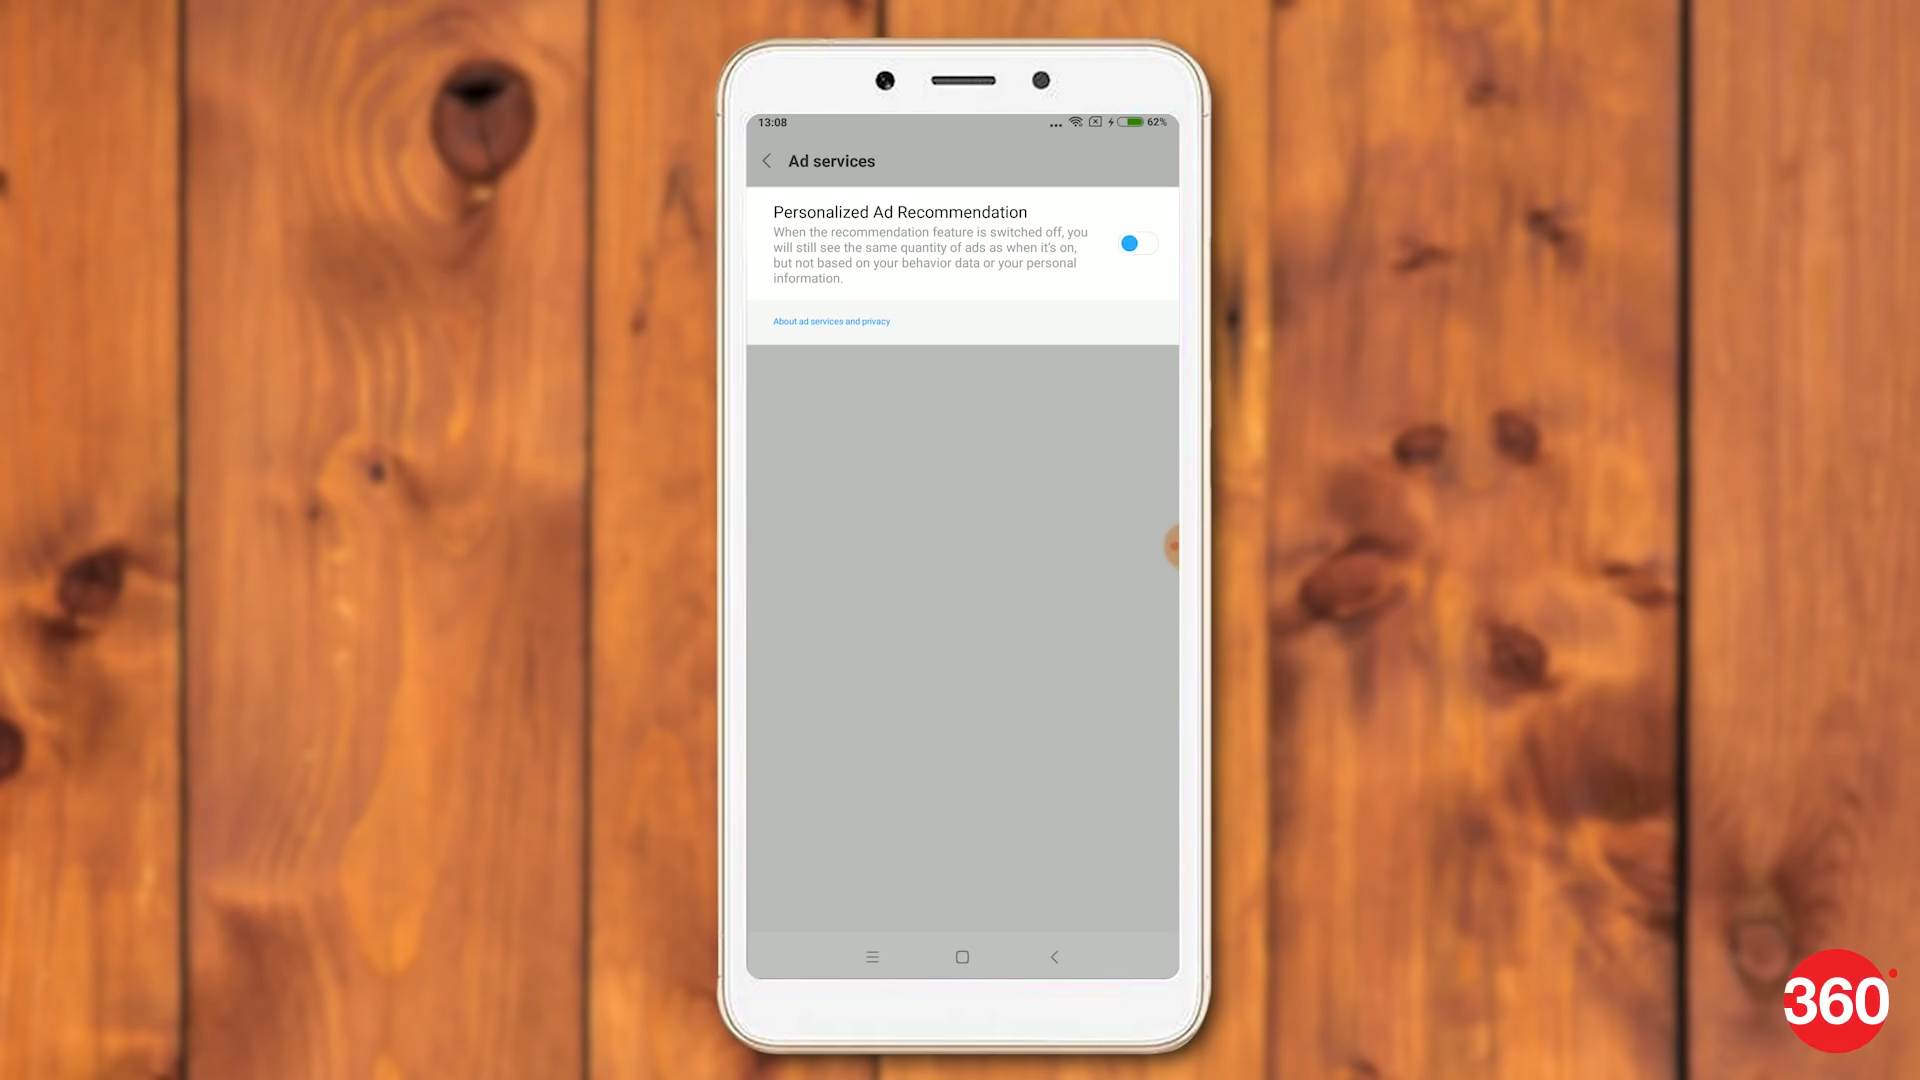 13:08
62%
Ad services
Personalized Ad Recommendation
When the recommendation feature is switched off, you
will still see the same quantity of ads as when it's on,
but not based on your behavior data or your personal
information.
About ad services and privacy
360